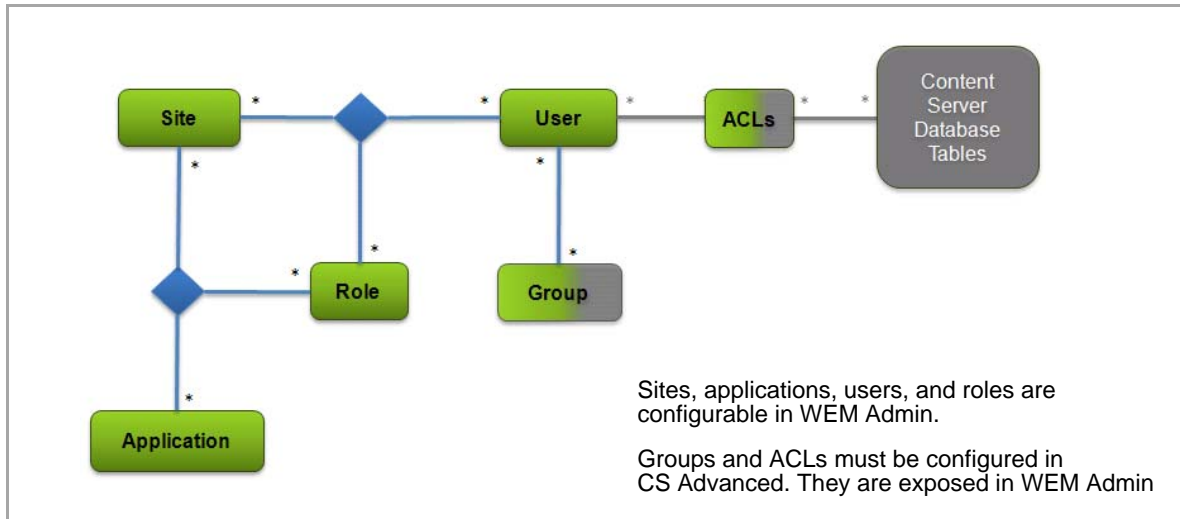 Site
*
*
User
*
ACLs
*
*
Content
Server
Database
Tables
*
*
*
*
*
Role
Group
*
Application
Sites, applications, users, and roles are
configurable in WEM Admin.
Groups and ACLs must be configured in
CS Advanced. They are exposed in WEM Admin